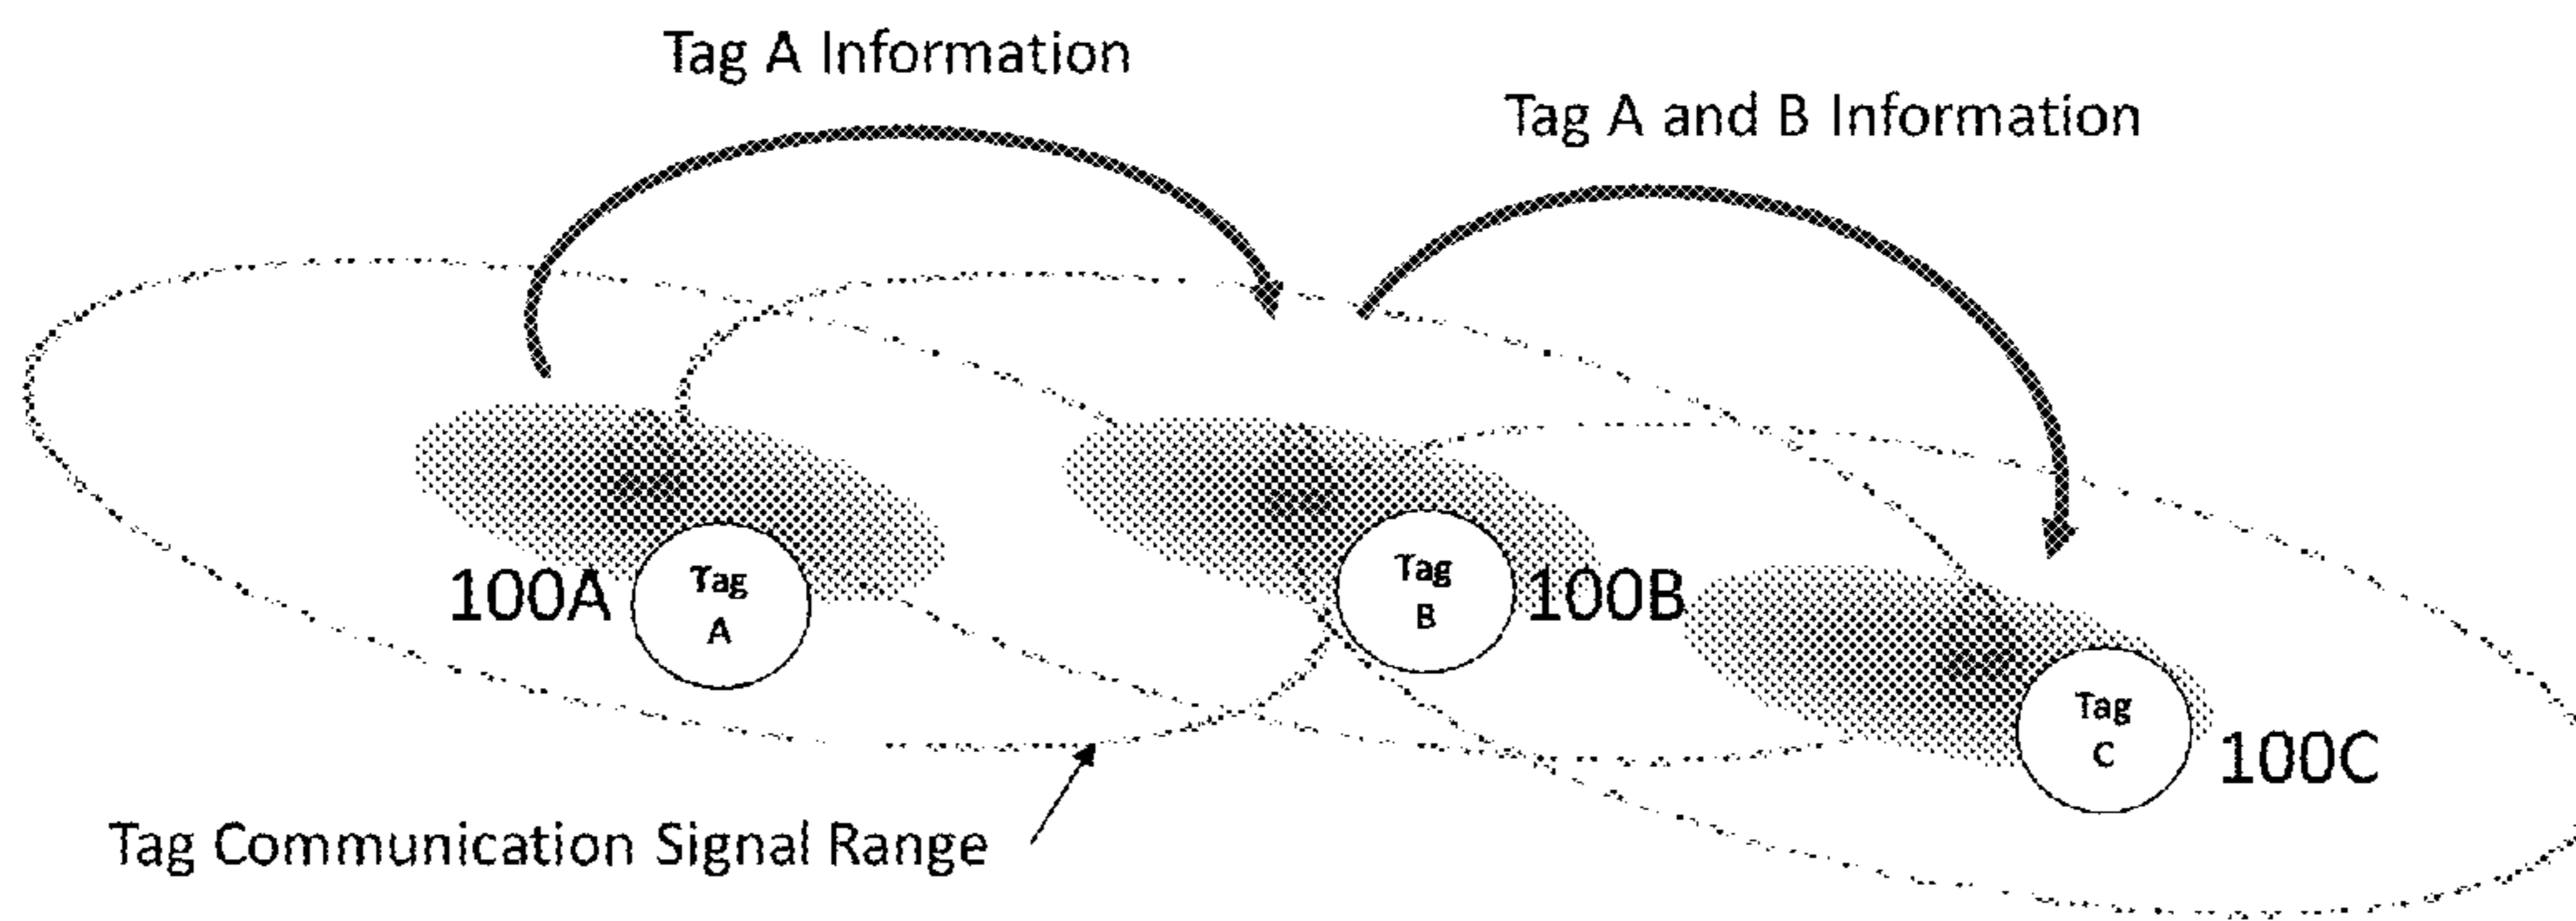 Tag A Information
Tag A and B Information
100A
Tag
A
Tag
B
100B
Tag
C
100C
Tag Communication Signal Range